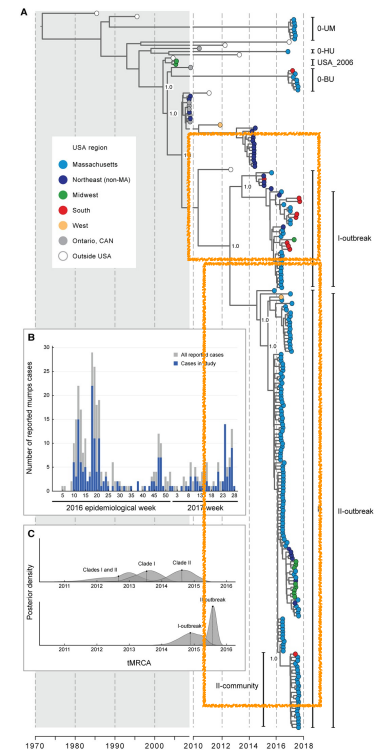 A
0-UM
0-HU
USA_2006
0-BU
1.0
1.0
USA region
Massachusetts
Northeast (non-MA)
Midwest
South
West
Ontario, CAN
Outside USA
1.0
1.0
I-outbreak
1.0
B
Number of reported mumps cases
30
25
20
15
10
5
0
All reported cases
Cases in study
5 10 15 20 25 30 35 40 45 50 3 8 13 18 23 28
2016 epidemiological week
2017 week
II-outbreak
C
Posterior density
Clades I and II
Clade I
Clade II
2011 2012 2013 2014 2015 2016
II-outbreak
I-outbreak
2011 2012 2013 2014 2015 2016
tMRCA
1.0
II-community
1970 1980 1990 2000 2010 2012 2014 2016 2018